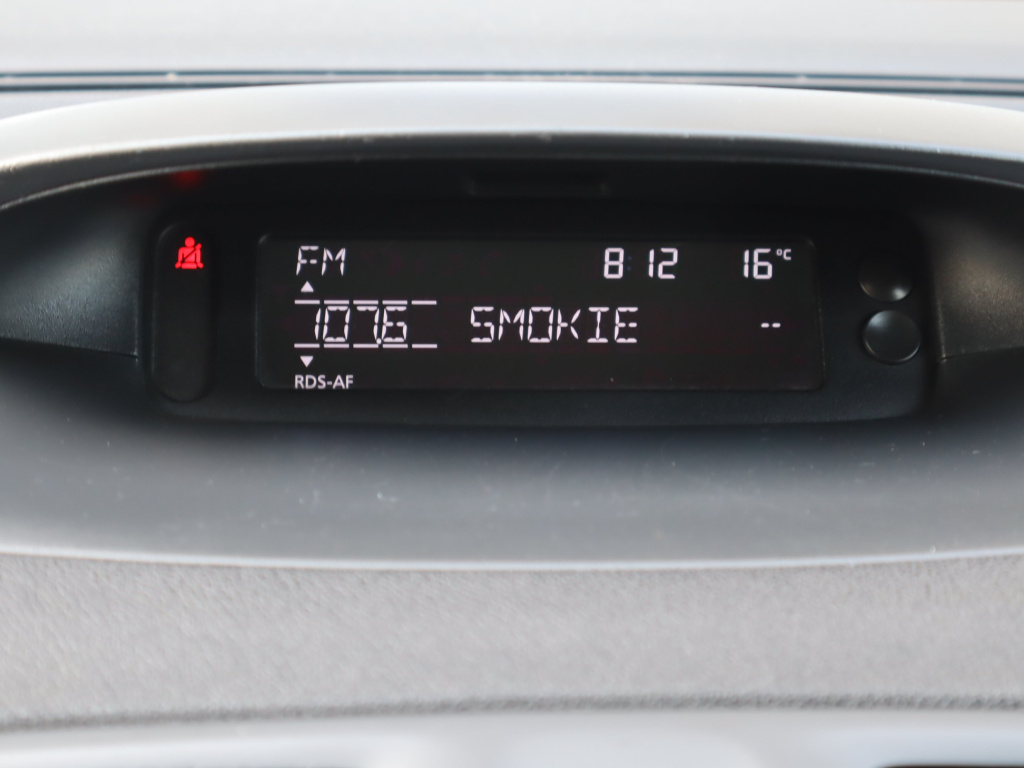 FM 8:12 16°C
107.6 SMOKIE --
RDS-AF